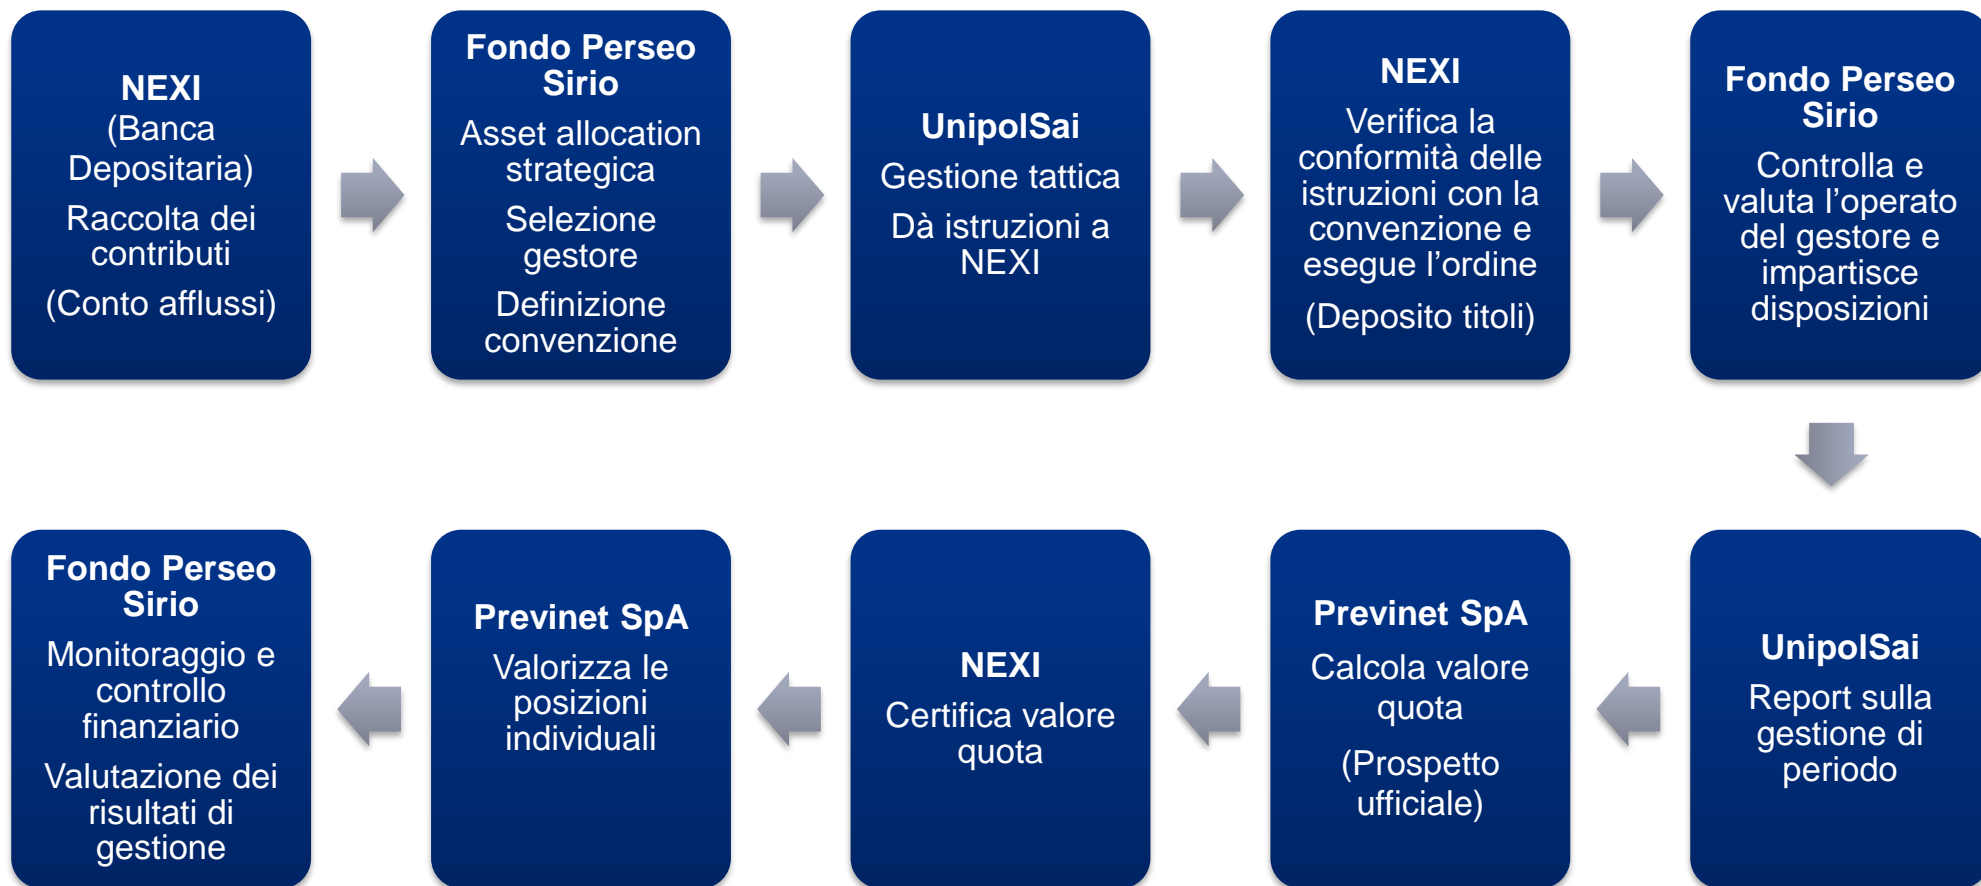 NEXI
(Banca
Depositaria)
Raccolta dei
contributi
(Conto afflussi)
Fondo Perseo
Sirio
Asset allocation
strategica
Selezione
gestore
Definizione
convenzione
UnipolSai
Gestione tattica
Dà istruzioni a
NEXI
NEXI
Verifica la
conformità delle
istruzioni con la
convenzione e
esegue l’ordine
(Deposito titoli)
Fondo Perseo
Sirio
Controlla e
valuta l’operato
del gestore e
impartisce
disposizioni
UnipolSai
Report sulla
gestione di
periodo
Previnet SpA
Calcola valore
quota
(Prospetto
ufficiale)
NEXI
Certifica valore
quota
Previnet SpA
Valorizza le
posizioni
individuali
Fondo Perseo
Sirio
Monitoraggio e
controllo
finanziario
Valutazione dei
risultati di
gestione